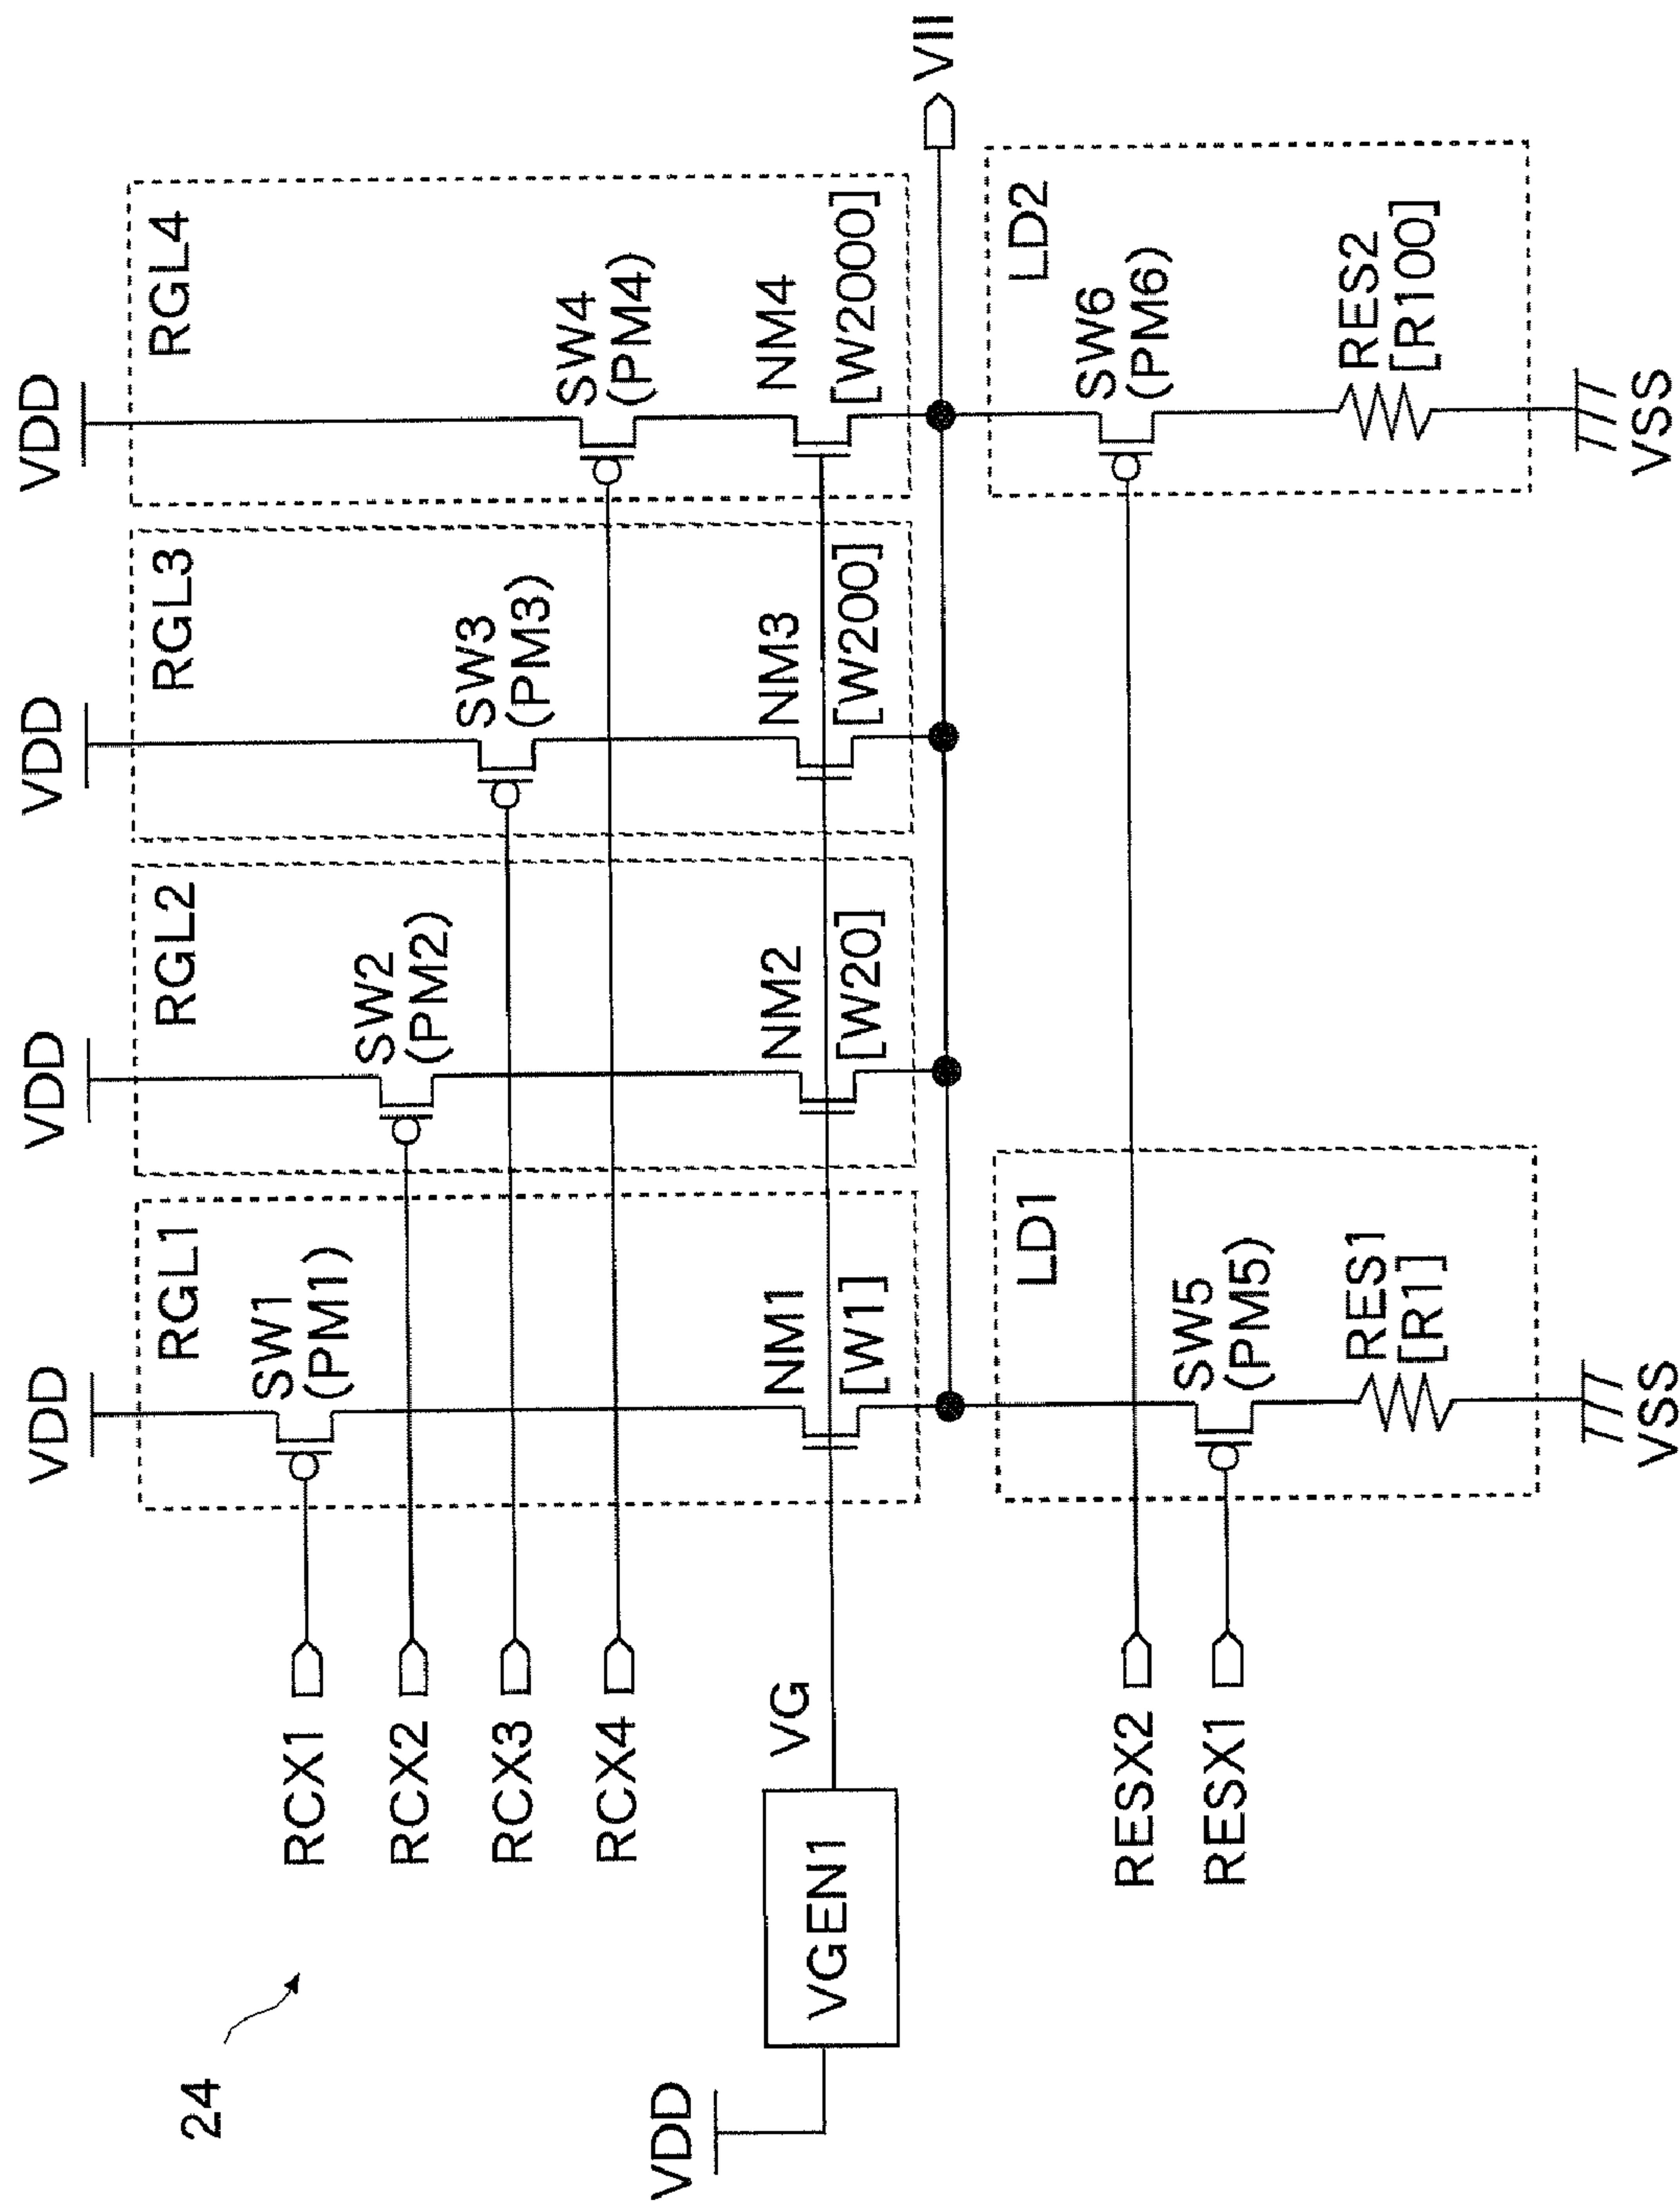 24
VDD
VDD
VDD
VDD
RGL1
RGL2
RGL3
RGL4
SW1
(PM1)
SW2
(PM2)
SW3
(PM3)
SW4
(PM4)
RCX1
RCX2
RCX3
RCX4
VDD
VGEN1
VG
NM1
[W1]
NM2
[W20]
NM3
[W200]
NM4
[W2000]
VII
LD1
LD2
RESX2
RESX1
SW5
(PM5)
SW6
(PM6)
RES1
[R1]
RES2
[R100]
VSS
VSS